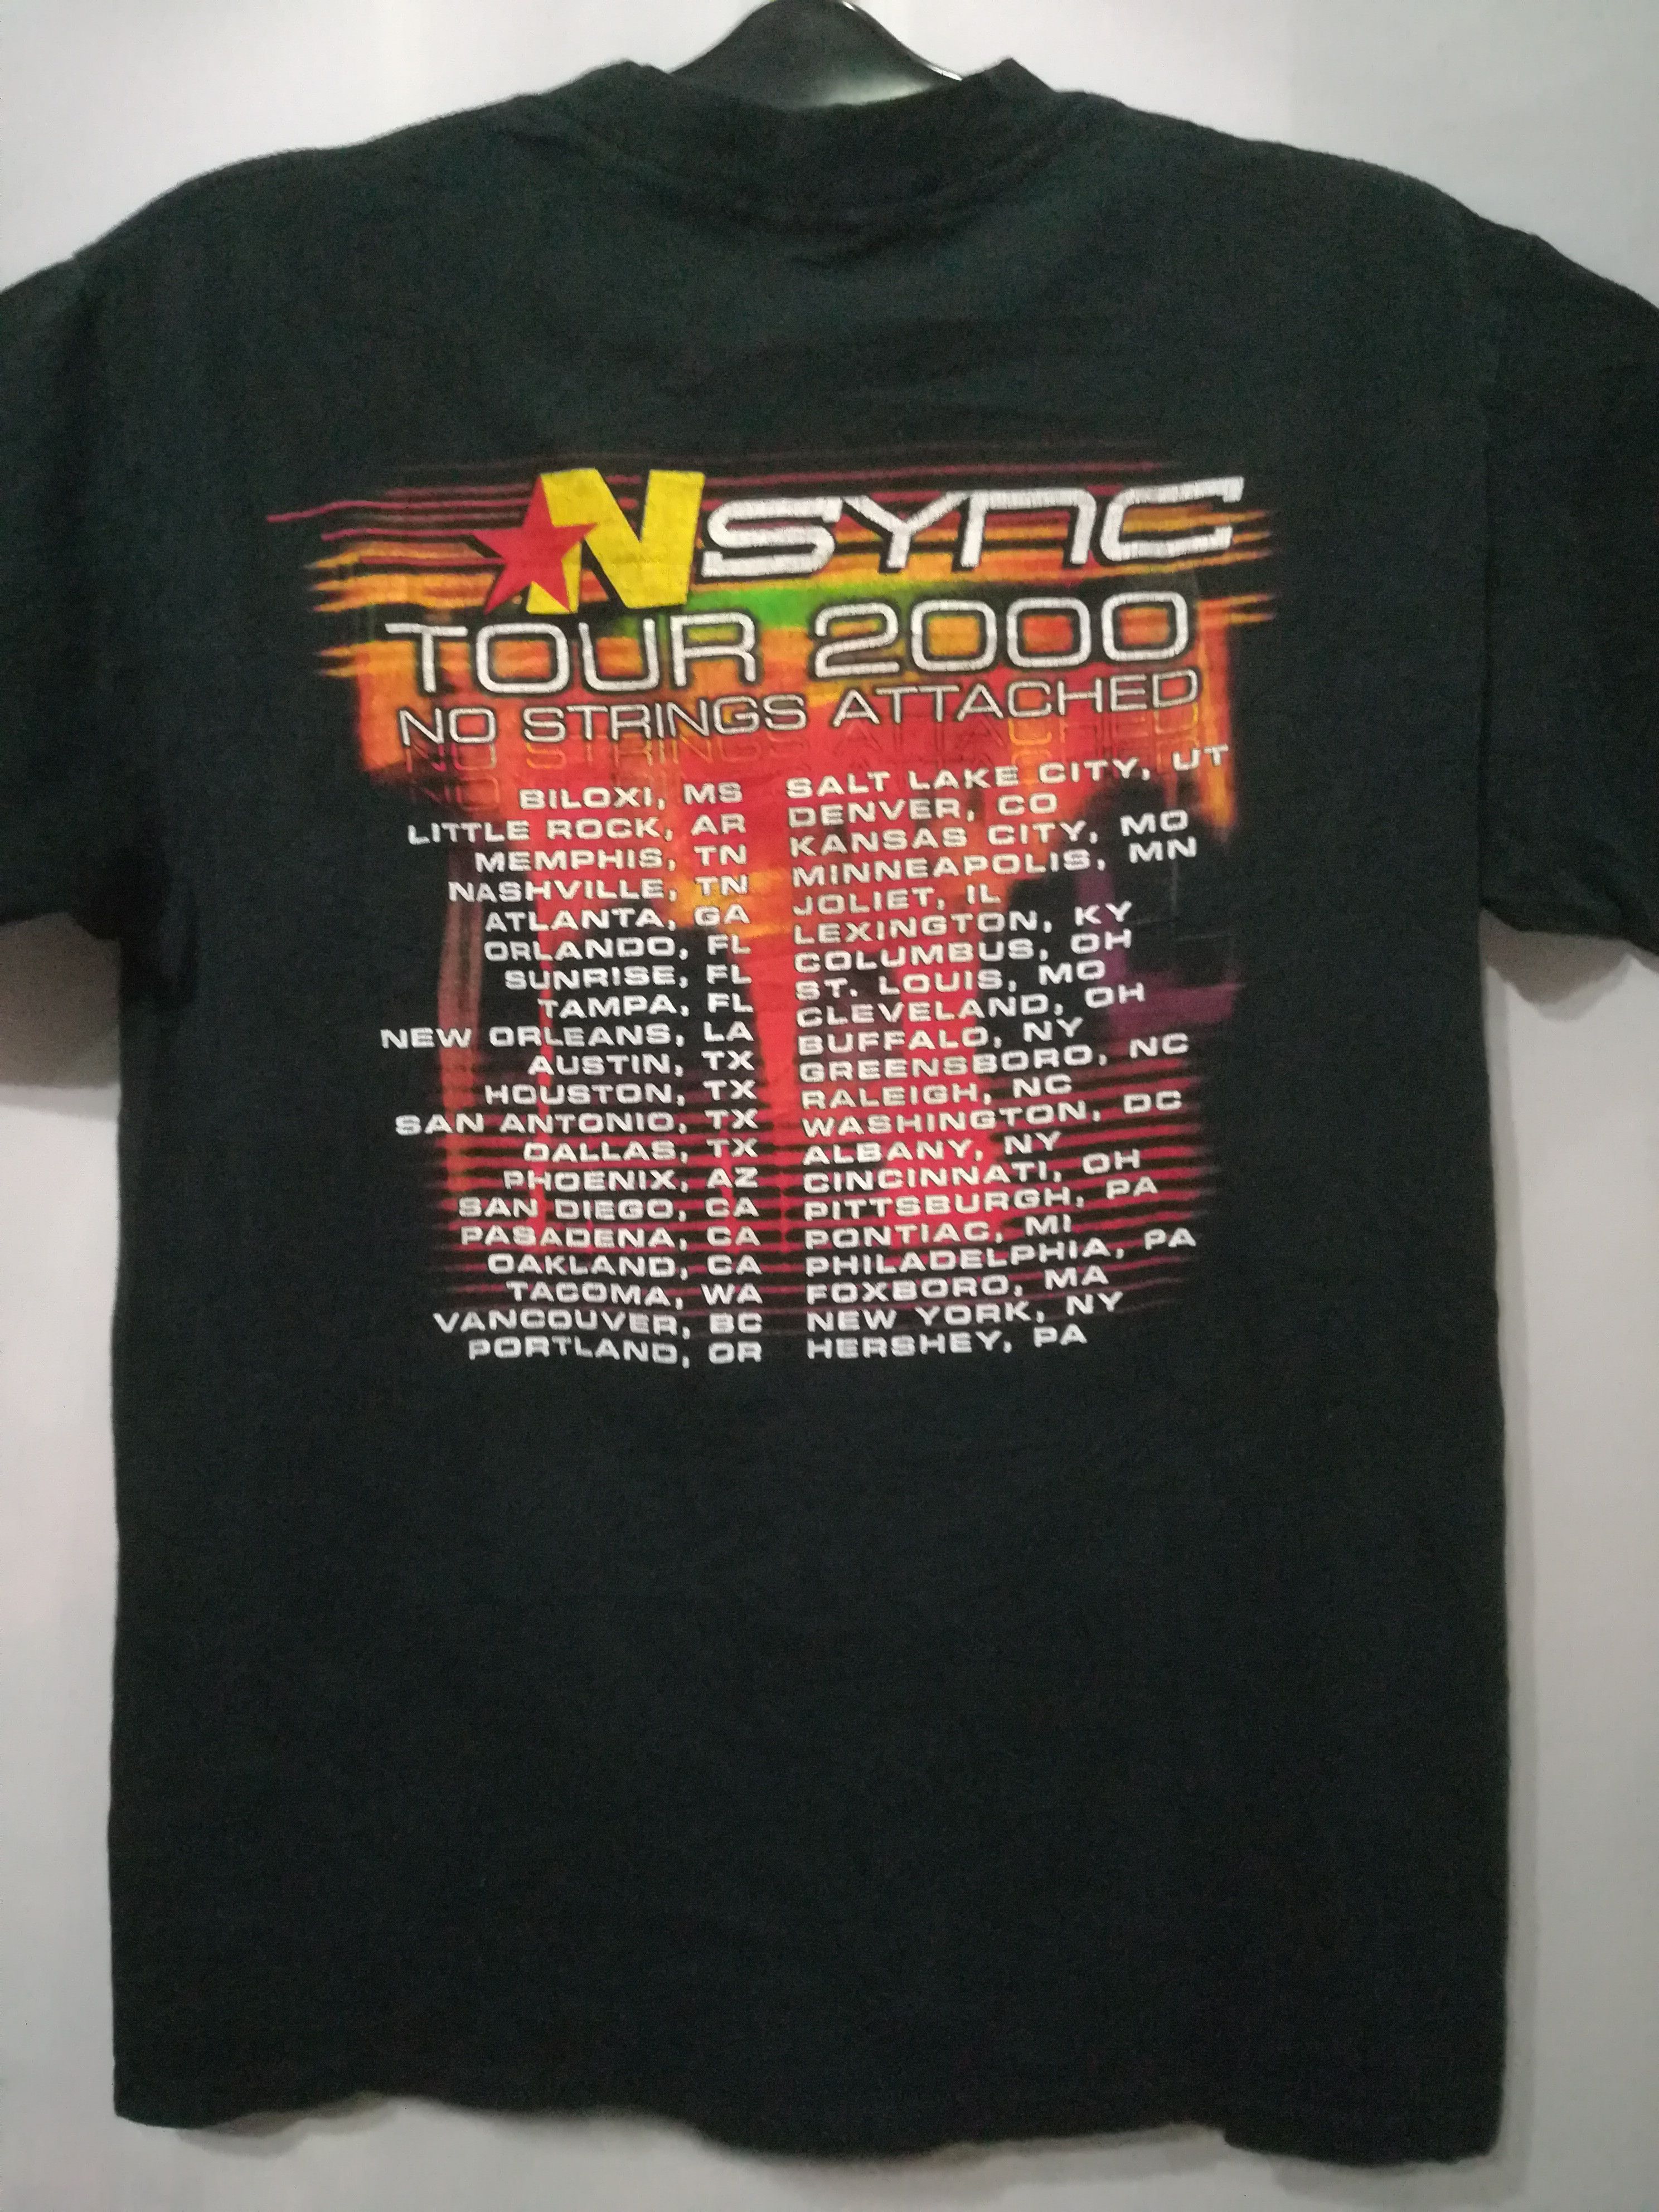 NSYNC
TOUR 2000
NO STRINGS ATTACHED
NO STRINGS ATTACHED
BILOXI, MS
LITTLE ROCK, AR
MEMPHIS, TN
NASHVILLE, TN
ATLANTA, GA
ORLANDO, FL
SUNRISE, FL
TAMPA, FL
NEW ORLEANS, LA
AUSTIN, TX
HOUSTON, TX
SAN ANTONIO, TX
DALLAS, TX
PHOENIX, AZ
SAN DIEGO, CA
PASADENA, CA
OAKLAND, CA
TACOMA, WA
VANCOUVER, BC
PORTLAND, OR
SALT LAKE CITY, UT
DENVER, CO
KANSAS CITY, MO
MINNEAPOLIS, MN
JOLIET, IL
LEXINGTON, KY
COLUMBUS, OH
ST. LOUIS, MO
CLEVELAND, OH
BUFFALO, NY
GREENSBORO, NC
RALEIGH, NC
WASHINGTON, DC
ALBANY, NY
CINCINNATI, OH
PITTSBURGH, PA
PONTIAC, MI
PHILADELPHIA, PA
FOXBORO, MA
NEW YORK, NY
HERSHEY, PA